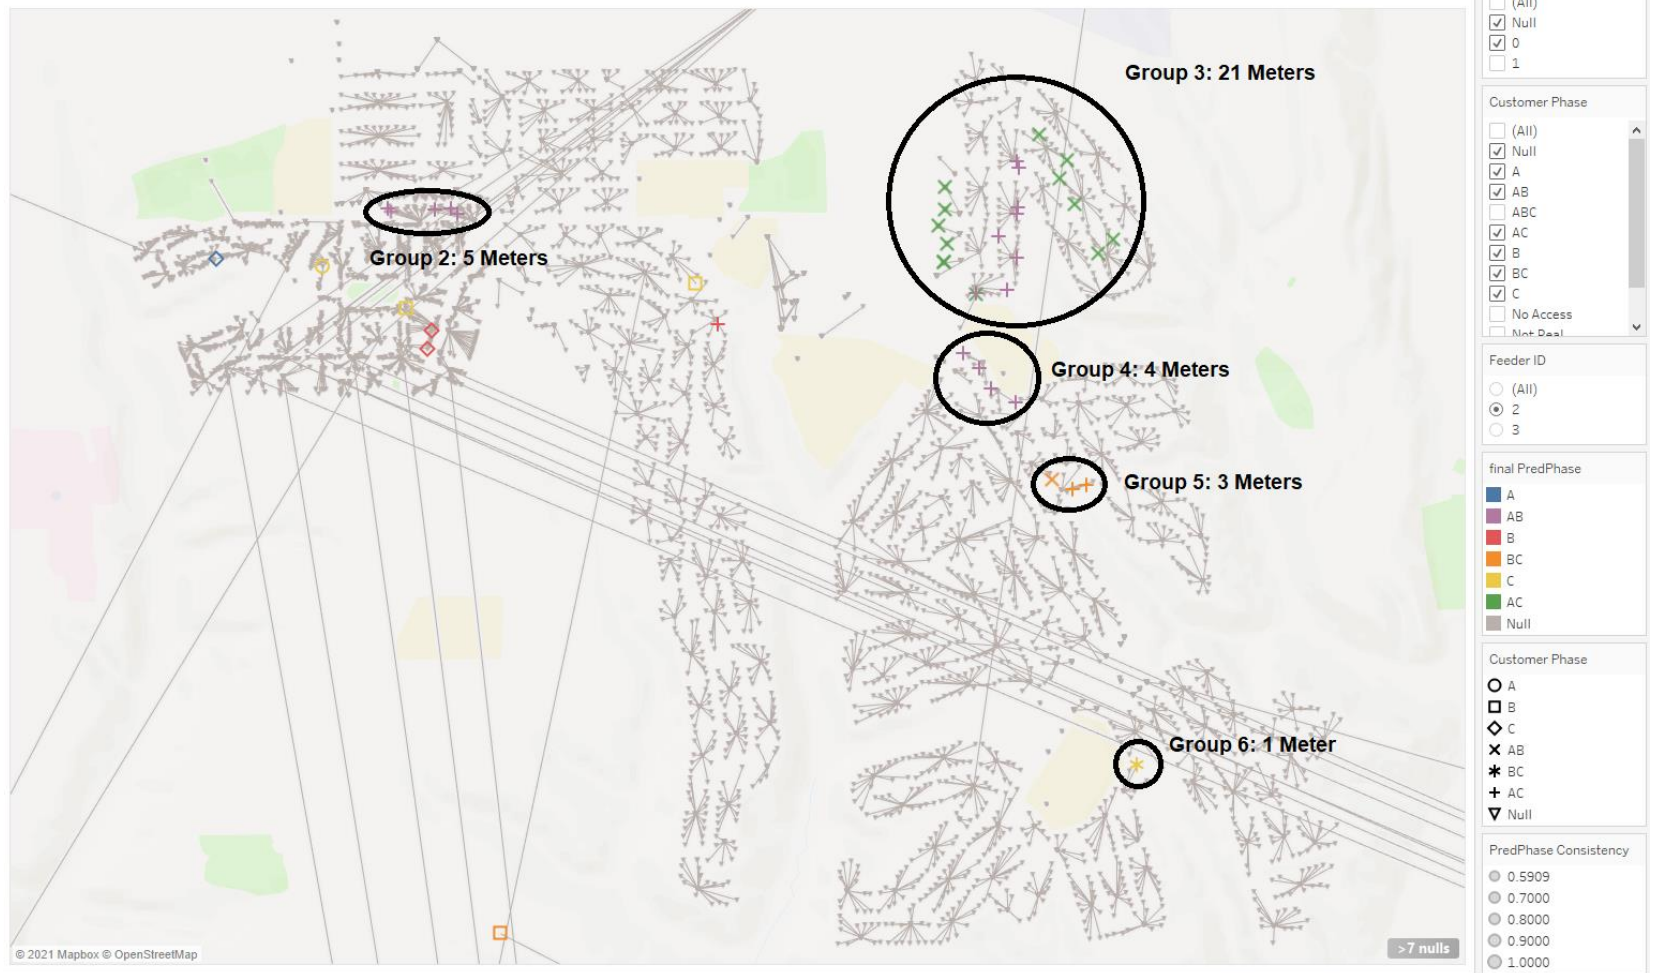 Group 3: 21 Meters
Group 2: 5 Meters
Group 4: 4 Meters
Group 5: 3 Meters
Group 6: 1 Meter
© 2021 Mapbox © OpenStreetMap
>7 nulls
(All)
Null
0
1
Customer Phase
(All)
Null
A
AB
ABC
AC
B
BC
C
No Access
Not Real
Feeder ID
(All)
2
3
final PredPhase
A
AB
B
BC
C
AC
Null
Customer Phase
A
B
C
AB
BC
AC
Null
PredPhase Consistency
0.5909
0.7000
0.8000
0.9000
1.0000